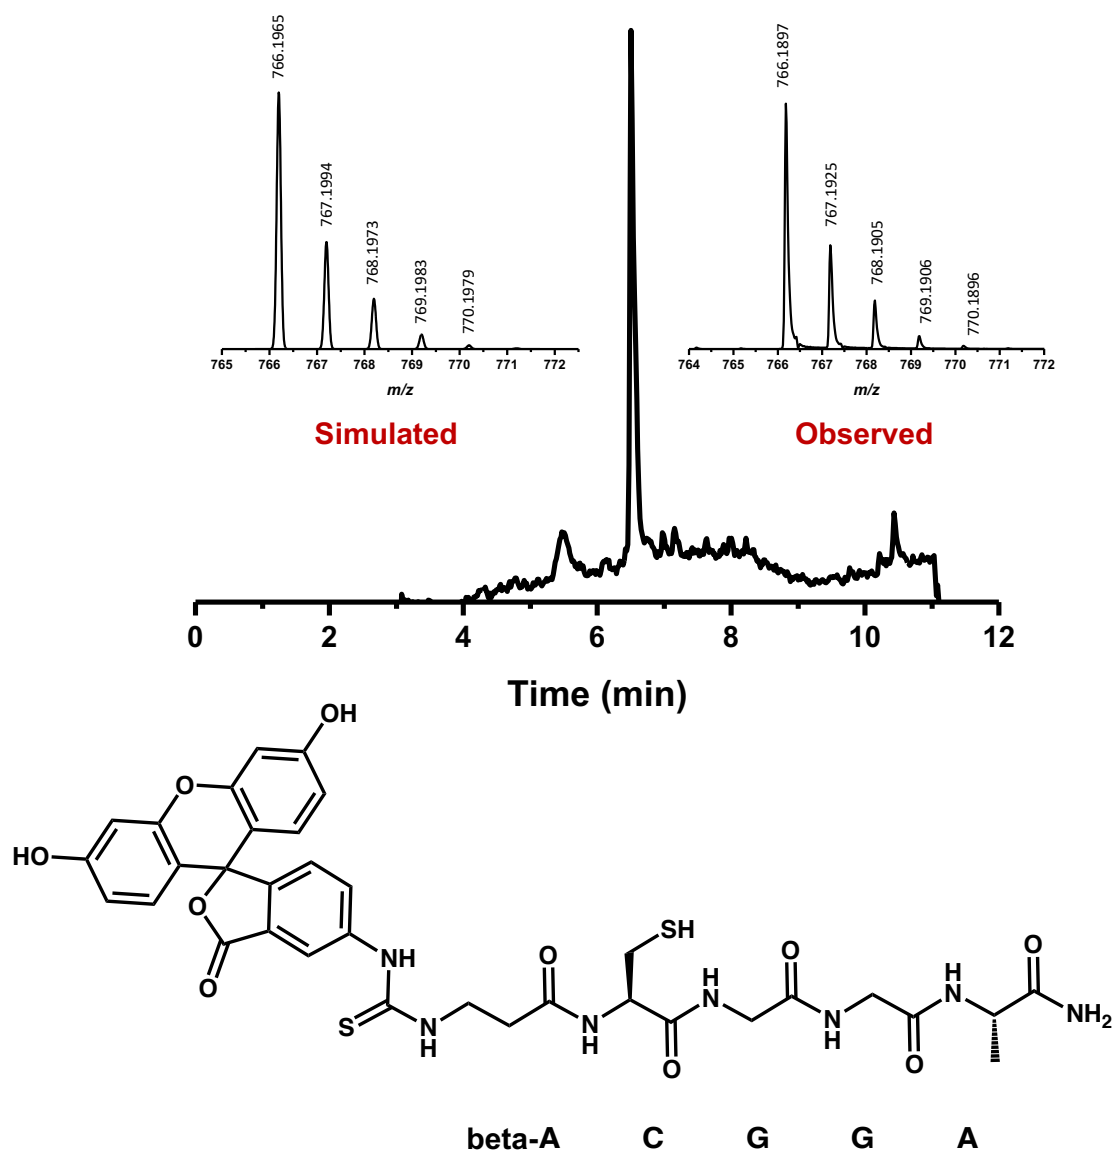 766.1965
767.1994
768.1973
769.1983
770.1979
765 766 767 768 769 770 771 772
m/z
Simulated
766.1897
767.1925
768.1905
769.1906
770.1896
764 765 766 767 768 769 770 771 772
m/z
Observed
0 2 4 6 8 10 12
Time (min)
OH
O
HO
O
O
NH
S
N
H
O
N
H
SH
O
H
N
O
N
H
O
H
N
O
NH2
beta-A C G G A